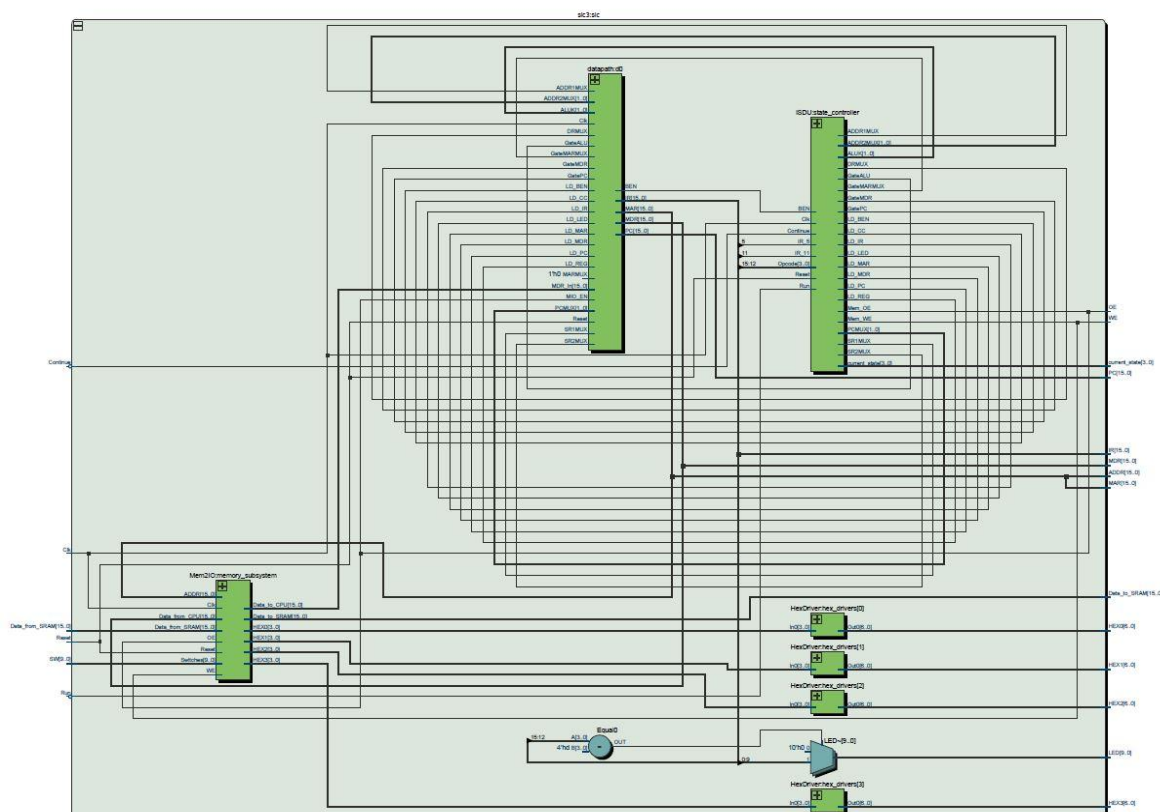 slc3:slc
datapath:d0
ADDR1MUX
ADDR2MUX[1..0]
ALUK[1..0]
Clk
DRMUX
GateALU
GateMARMUX
GateMDR
GatePC
LD_BEN
LD_CC
LD_IR
LD_LED
LD_MAR
LD_MDR
LD_PC
LD_REG
1'h0 MARMUX
MDR_In[15..0]
MIO_EN
PCMUX[1..0]
Reset
SR1MUX
SR2MUX
BEN
IR[15..0]
MAR[15..0]
MDR[15..0]
PC[15..0]
ISDU:state_controller
BEN
Clk
Continue
5 IR_5
11 IR_11
15:12 Opcode[3..0]
Reset
Run
ADDR1MUX
ADDR2MUX[1..0]
ALUK[1..0]
DRMUX
GateALU
GateMARMUX
GateMDR
GatePC
LD_BEN
LD_CC
LD_IR
LD_LED
LD_MAR
LD_MDR
LD_PC
LD_REG
Mem_OE
Mem_WE
PCMUX[1..0]
SR1MUX
SR2MUX
current_state[3..0]
OE
WE
current_state[3..0]
PC[15..0]
IR[15..0]
MDR[15..0]
ADDR[15..0]
MAR[15..0]
Continue
Clk
Data_from_SRAM[15..0]
Reset
SW[9..0]
Run
Mem2IO:memory_subsystem
ADDR[15..0]
Clk
Data_from_CPU[15..0]
Data_from_SRAM[15..0]
OE
Reset
Switches[9..0]
WE
Data_to_CPU[15..0]
Data_to_SRAM[15..0]
HEX0[3..0]
HEX1[3..0]
HEX2[3..0]
HEX3[3..0]
Data_to_SRAM[15..0]
HexDriver:hex_drivers[0]
In0[3..0] Out0[6..0]
HEX0[6..0]
HexDriver:hex_drivers[1]
In0[3..0] Out0[6..0]
HEX1[6..0]
HexDriver:hex_drivers[2]
In0[3..0] Out0[6..0]
HEX2[6..0]
Equal0
15:12 A[3..0]
4'hd B[3..0]
= OUT
LED~[9..0]
10'h0 0
0:9 1
LED[9..0]
HexDriver:hex_drivers[3]
In0[3..0] Out0[6..0]
HEX3[6..0]